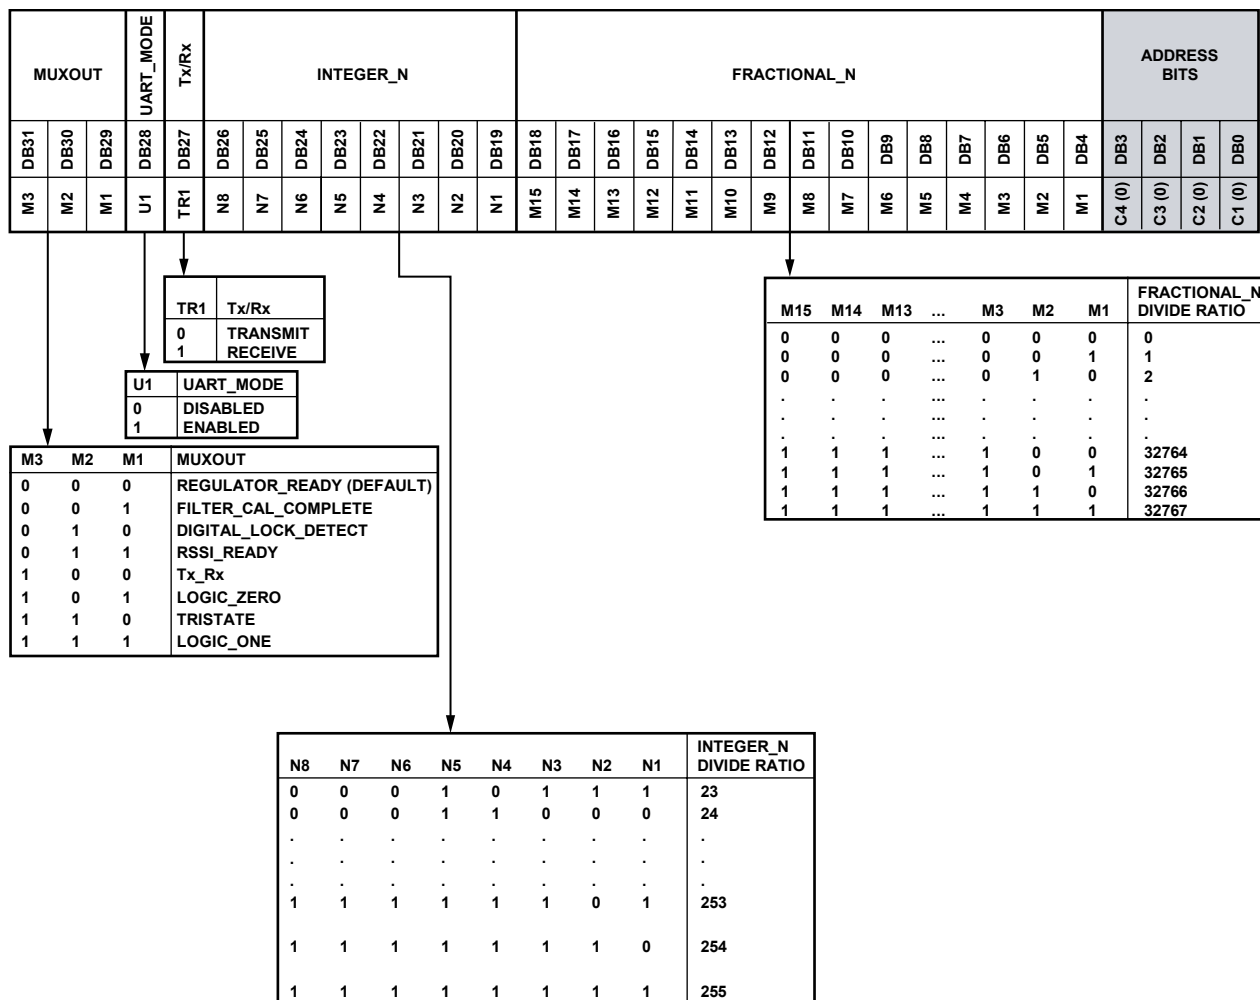 MUXOUT
UART_MODE
Tx/Rx
INTEGER_N
FRACTIONAL_N
ADDRESS
BITS
DB31 DB30 DB29 DB28 DB27 DB26 DB25 DB24 DB23 DB22 DB21 DB20 DB19 DB18 DB17 DB16 DB15 DB14 DB13 DB12 DB11 DB10 DB9 DB8 DB7 DB6 DB5 DB4 DB3 DB2 DB1 DB0
M3 M2 M1 U1 TR1 N8 N7 N6 N5 N4 N3 N2 N1 M15 M14 M13 M12 M11 M10 M9 M8 M7 M6 M5 M4 M3 M2 M1 C4 (0) C3 (0) C2 (0) C1 (0)
TR1 Tx/Rx
0 TRANSMIT
1 RECEIVE
U1 UART_MODE
0 DISABLED
1 ENABLED
M3 M2 M1 MUXOUT
0 0 0 REGULATOR_READY (DEFAULT)
0 0 1 FILTER_CAL_COMPLETE
0 1 0 DIGITAL_LOCK_DETECT
0 1 1 RSSI_READY
1 0 0 Tx_Rx
1 0 1 LOGIC_ZERO
1 1 0 TRISTATE
1 1 1 LOGIC_ONE
M15 M14 M13 ... M3 M2 M1 FRACTIONAL_N
DIVIDE RATIO
0 0 0 ... 0 0 0 0
0 0 0 ... 0 0 1 1
0 0 0 ... 0 1 0 2
. . . ... . . . .
. . . ... . . . .
. . . ... . . . .
1 1 1 ... 1 0 0 32764
1 1 1 ... 1 0 1 32765
1 1 1 ... 1 1 0 32766
1 1 1 ... 1 1 1 32767
N8 N7 N6 N5 N4 N3 N2 N1 INTEGER_N
DIVIDE RATIO
0 0 0 1 0 1 1 1 23
0 0 0 1 1 0 0 0 24
. . . . . . . . .
. . . . . . . . .
. . . . . . . . .
1 1 1 1 1 1 0 1 253
1 1 1 1 1 1 1 0 254
1 1 1 1 1 1 1 1 255